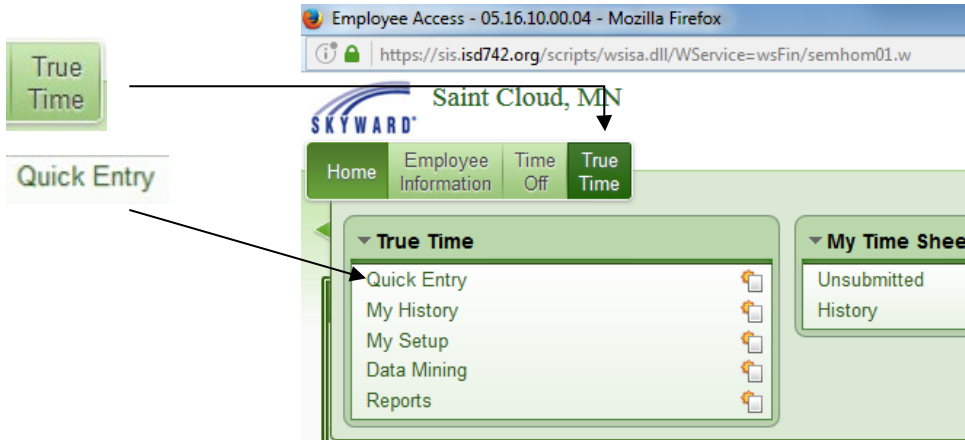 Employee Access - 05.16.10.00.04 - Mozilla Firefox
https://sis.isd742.org/scripts/wsisa.dll/WService=wsFin/semhom01.w
True
Time
Quick Entry
Saint Cloud, MN
SKYWARD
Home
Employee
Information
Time
Off
True
Time
True Time
Quick Entry
My History
My Setup
Data Mining
Reports
My Time Shee
Unsubmitted
History